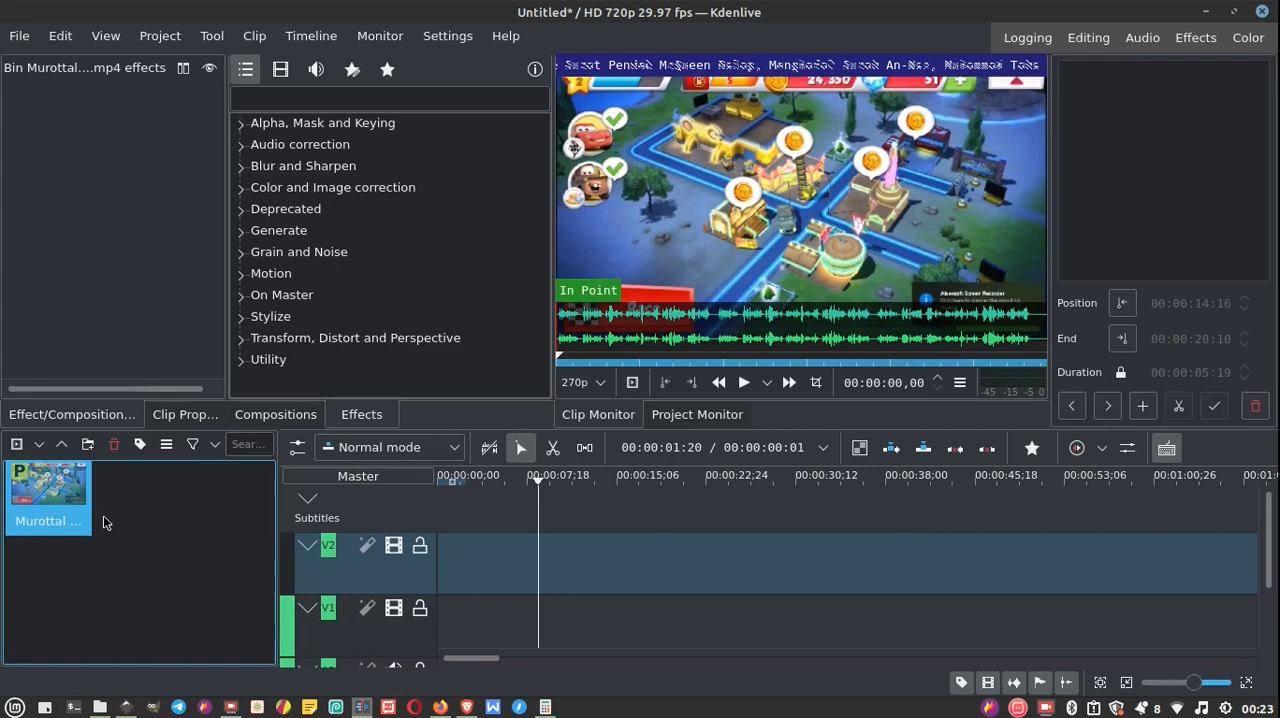 Untitled* / HD 720p 29.97 fps — Kdenlive
File Edit View Project Tool Clip Timeline Monitor Settings Help
Logging Editing Audio Effects Color
Bin Murottal....mp4 effects
Alpha, Mask and Keying
Audio correction
Blur and Sharpen
Color and Image correction
Deprecated
Generate
Grain and Noise
Motion
On Master
Stylize
Transform, Distort and Perspective
Utility
24,350
51
In Point
Position 00:00:14:16
End 00:00:20:10
Duration 00:00:05:19
270p 00:00:00,00 -45 -15 -5 0
Effect/Composition... Clip Prop... Compositions Effects Clip Monitor Project Monitor
Sear... Normal mode 00:00:01:20 / 00:00:00:01
Master 00:00:00:00 00:00:07;18 00:00:15;06 00:00:22;24 00:00:30;12 00:00:38;00 00:00:45;18 00:00:53;06 00:01:00;26
Subtitles
P
Murottal ...
V2
V1
8 00:23